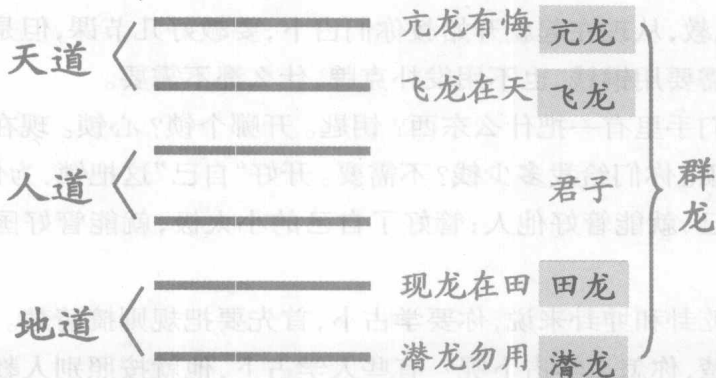 亢龙有悔 亢龙
天道
飞龙在天 飞龙
人道
君子
群龙
现龙在田 田龙
地道
潜龙勿用 潜龙